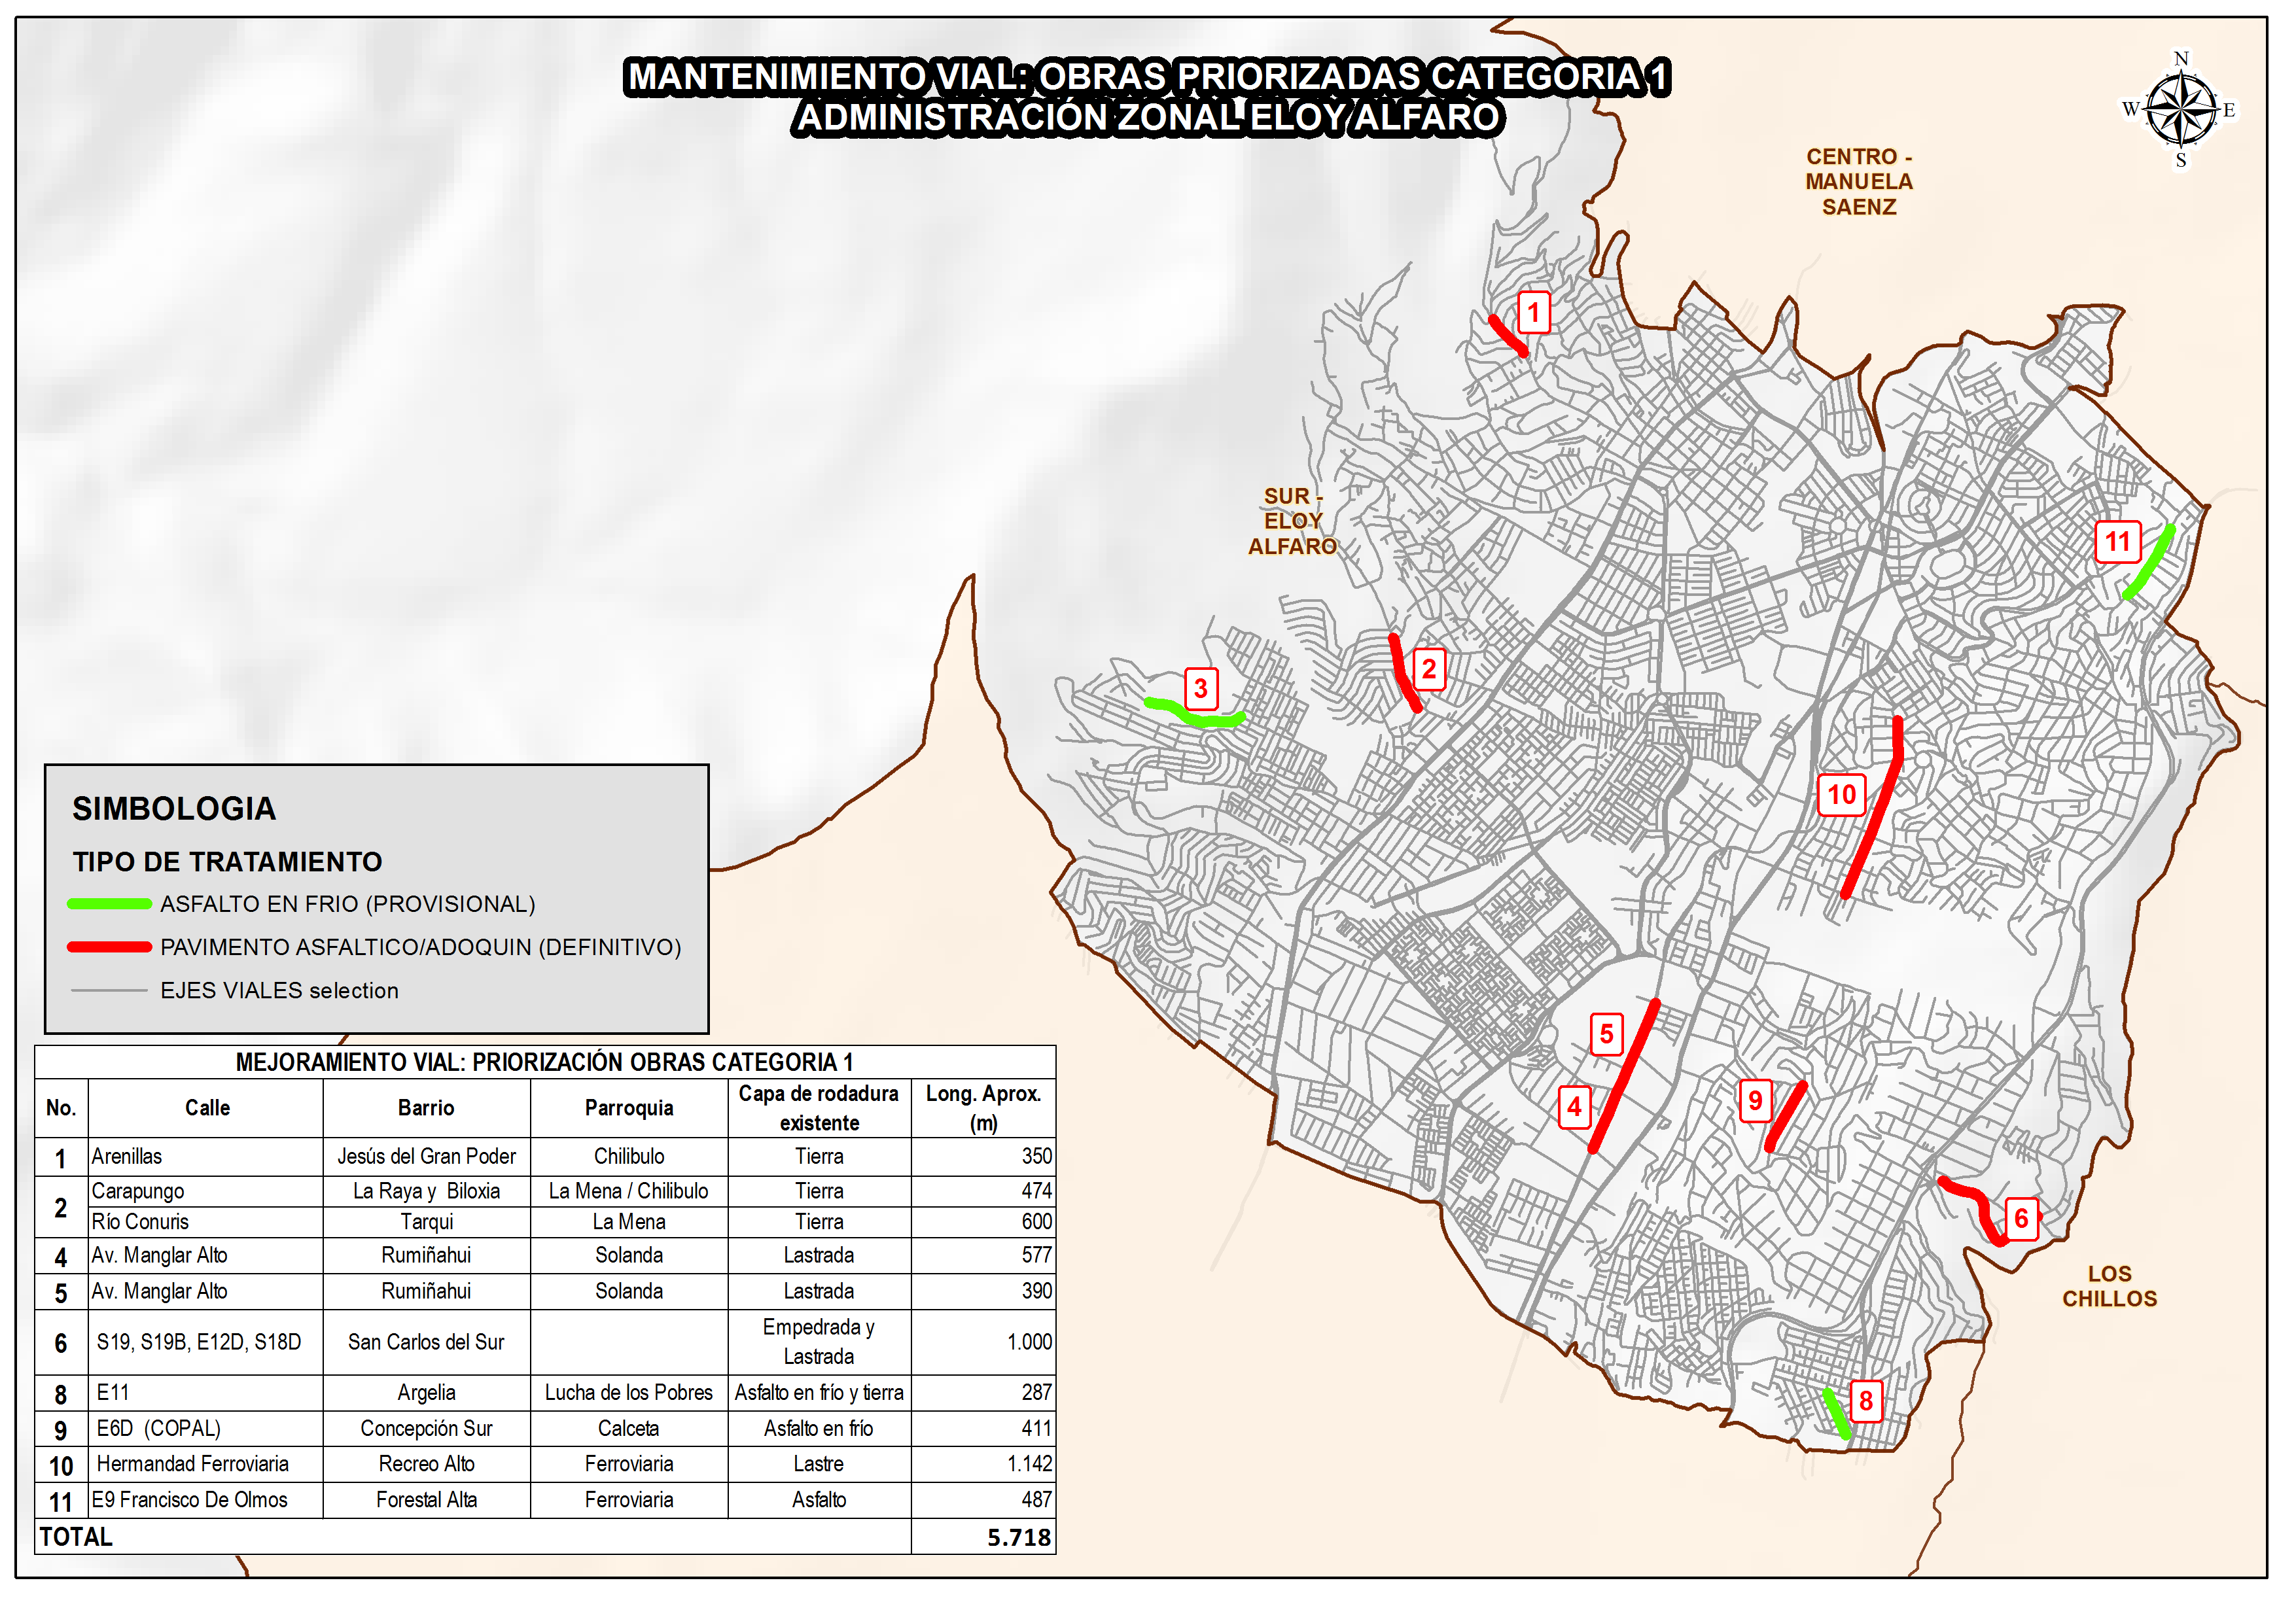 MANTENIMIENTO VIAL: OBRAS PRIORIZADAS CATEGORIA 1
ADMINISTRACIÓN ZONAL ELOY ALFARO
N
W
E
S
CENTRO -
MANUELA
SAENZ
SUR -
ELOY
ALFARO
LOS
CHILLOS
1
11
2
3
10
5
4
9
6
8
SIMBOLOGIA
TIPO DE TRATAMIENTO
ASFALTO EN FRIO (PROVISIONAL)
PAVIMENTO ASFALTICO/ADOQUIN (DEFINITIVO)
EJES VIALES selection
MEJORAMIENTO VIAL: PRIORIZACIÓN OBRAS CATEGORIA 1
No. Calle Barrio Parroquia Capa de rodadura existente Long. Aprox. (m)
1 Arenillas Jesús del Gran Poder Chilibulo Tierra 350
2 Carapungo La Raya y Biloxia La Mena / Chilibulo Tierra 474
Río Conuris Tarqui La Mena Tierra 600
4 Av. Manglar Alto Rumiñahui Solanda Lastrada 577
5 Av. Manglar Alto Rumiñahui Solanda Lastrada 390
6 S19, S19B, E12D, S18D San Carlos del Sur Empedrada y Lastrada 1.000
8 E11 Argelia Lucha de los Pobres Asfalto en frío y tierra 287
9 E6D (COPAL) Concepción Sur Calceta Asfalto en frío 411
10 Hermandad Ferroviaria Recreo Alto Ferroviaria Lastre 1.142
11 E9 Francisco De Olmos Forestal Alta Ferroviaria Asfalto 487
TOTAL 5.718